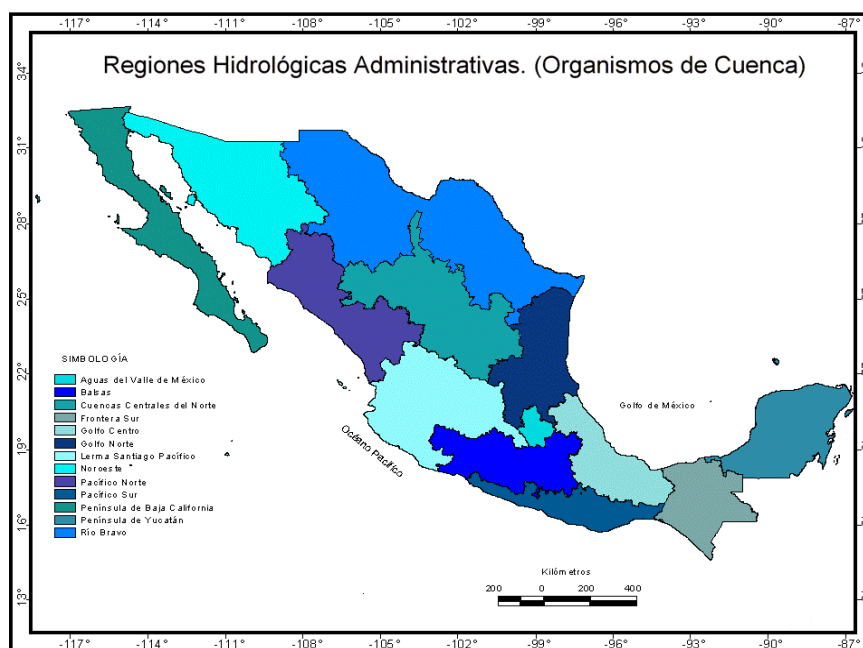 -117° -114° -111° -108° -105° -102° -99° -96° -93° -90° -87°
Regiones Hidrológicas Administrativas. (Organismos de Cuenca)
34°
31°
28°
25°
22°
19°
16°
13°
SIMBOLOGÍA
Aguas del Valle de México
Balsas
Cuencas Centrales del Norte
Frontera Sur
Golfo Centro
Golfo Norte
Lerma Santiago Pacífico
Noroeste
Pacífico Norte
Pacífico Sur
Península de Baja California
Península de Yucatán
Río Bravo
Golfo de México
Océano Pacífico
Kilómetros
200 0 200 400
-117° -114° -111° -108° -105° -102° -99° -96° -93° -90° -87°